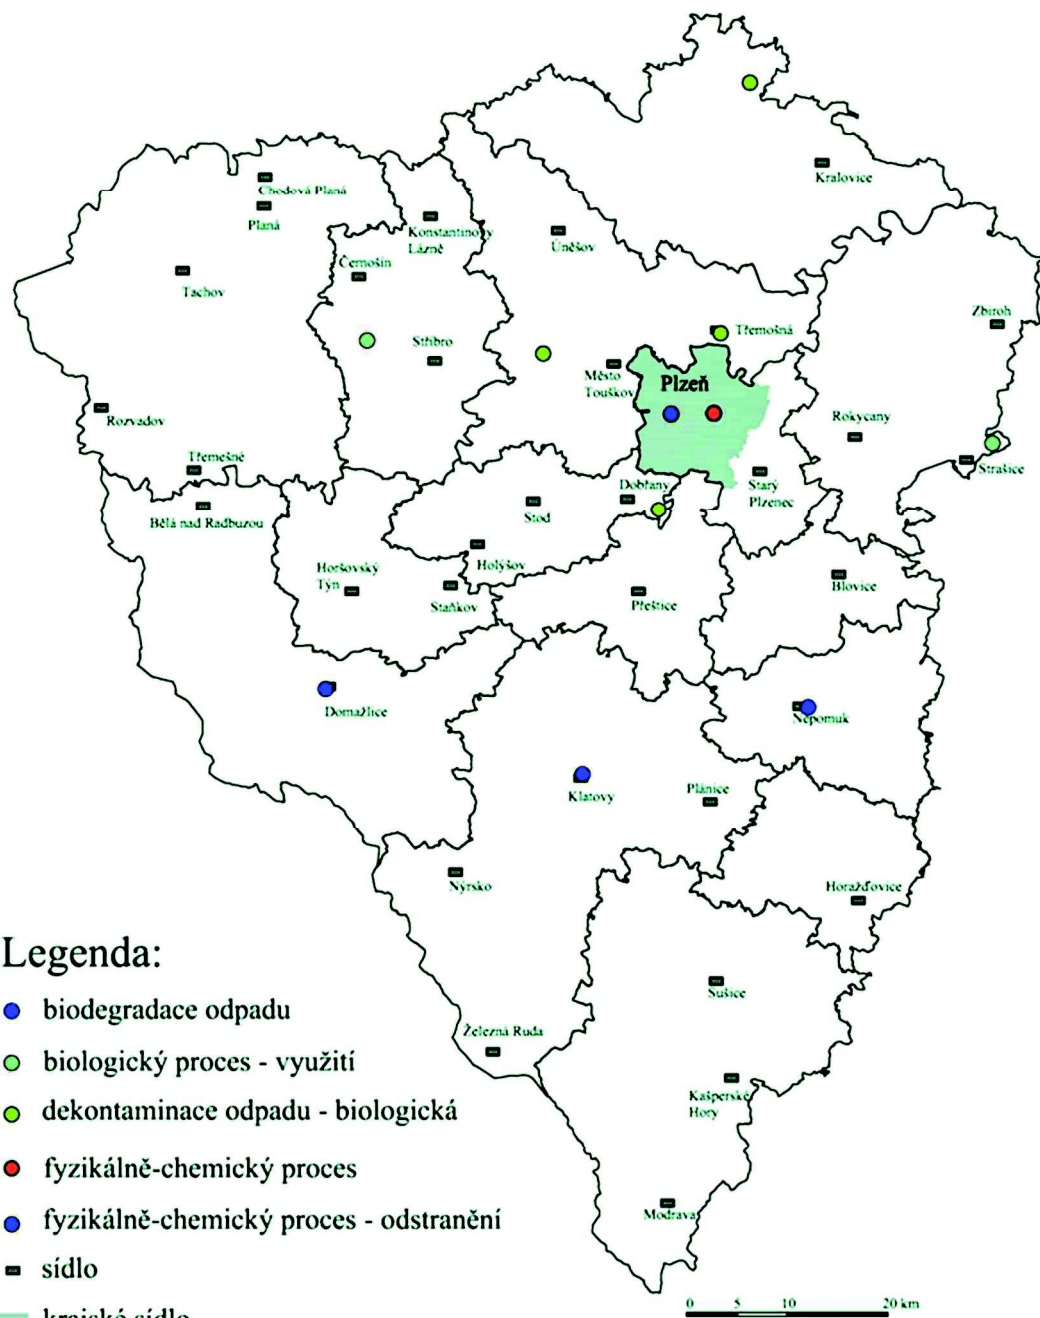 Kralovice
Chodová Planá
Planá
Konstantinovy
Lázně
Úněšov
Černošín
Tachov
Zbiroh
Třemošná
Stříbro
Město
Touškov
Plzeň
Rozvadov
Rokycany
Třemešné
Strašice
Dobřany
Starý
Plzenec
Bělá nad Radbuzou
Stod
Holýšov
Horšovský
Týn
Staňkov
Přeštice
Blovice
Domažlice
Nepomuk
Klatovy
Plánice
Nýrsko
Horažďovice
Legenda:
Sušice
biodegradace odpadu
Železná Ruda
biologický proces - využití
Kašperské
Hory
dekontaminace odpadu - biologická
fyzikálně-chemický proces
fyzikálně-chemický proces - odstranění
Modrava
sídlo
0 5 10 20 km
krajské sídlo